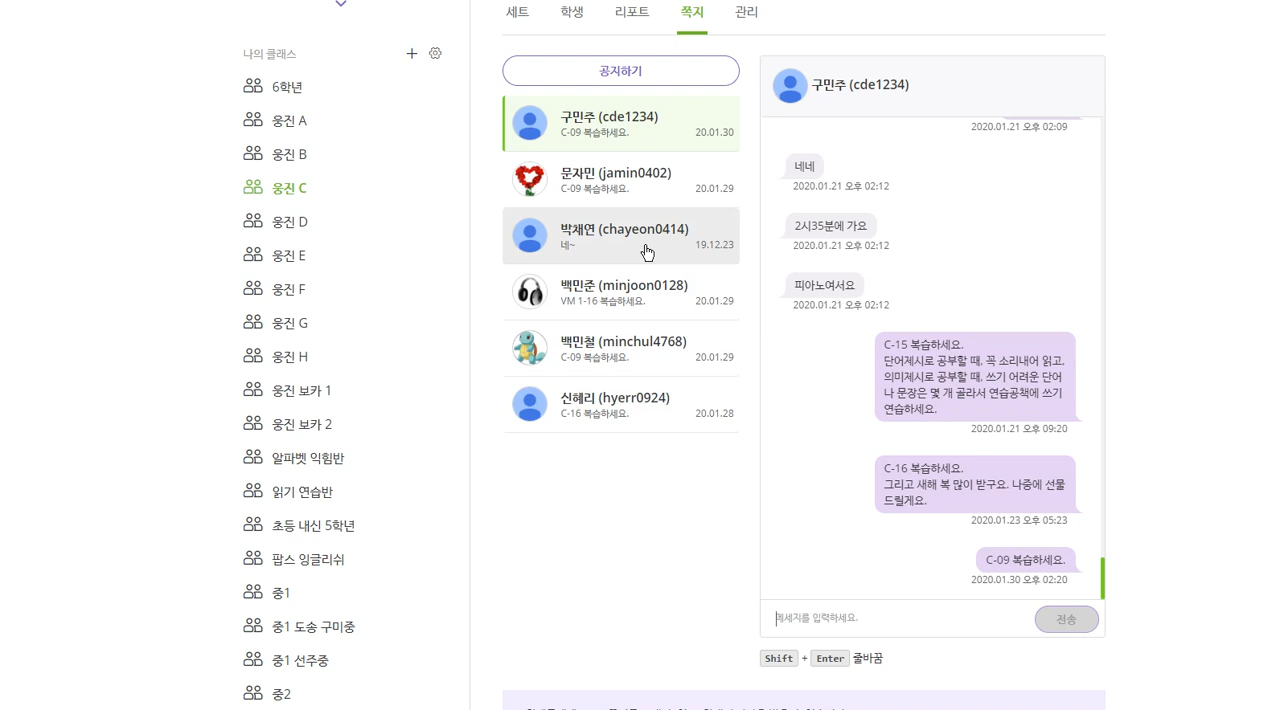 세트 학생 리포트 쪽지 관리
나의 클래스
6학년
웅진 A
웅진 B
웅진 C
웅진 D
웅진 E
웅진 F
웅진 G
웅진 H
웅진 보카 1
웅진 보카 2
알파벳 익힘반
읽기 연습반
초등 내신 5학년
팝스 잉글리쉬
중1
중1 도송 구미중
중1 선주중
중2
공지하기
구민주 (cde1234)
C-09 복습하세요. 20.01.30
문자민 (jamin0402)
C-09 복습하세요. 20.01.29
박채연 (chayeon0414)
네~ 19.12.23
백민준 (minjoon0128)
VM 1-16 복습하세요. 20.01.29
백민철 (minchul4768)
C-09 복습하세요. 20.01.29
신혜리 (hyerr0924)
C-16 복습하세요. 20.01.28
구민주 (cde1234)
2020.01.21 오후 02:09
네네
2020.01.21 오후 02:12
2시35분에 가요
2020.01.21 오후 02:12
피아노여서요
2020.01.21 오후 02:12
C-15 복습하세요.
단어제시로 공부할 때, 꼭 소리내어 읽고,
의미제시로 공부할 때, 쓰기 어려운 단어
나 문장은 몇 개 골라서 연습공책에 쓰기
연습하세요.
2020.01.21 오후 09:20
C-16 복습하세요.
그리고 새해 복 많이 받구요. 나중에 선물
드릴게요.
2020.01.23 오후 05:23
C-09 복습하세요.
2020.01.30 오후 02:20
메세지를 입력하세요. 전송
Shift + Enter 줄바꿈